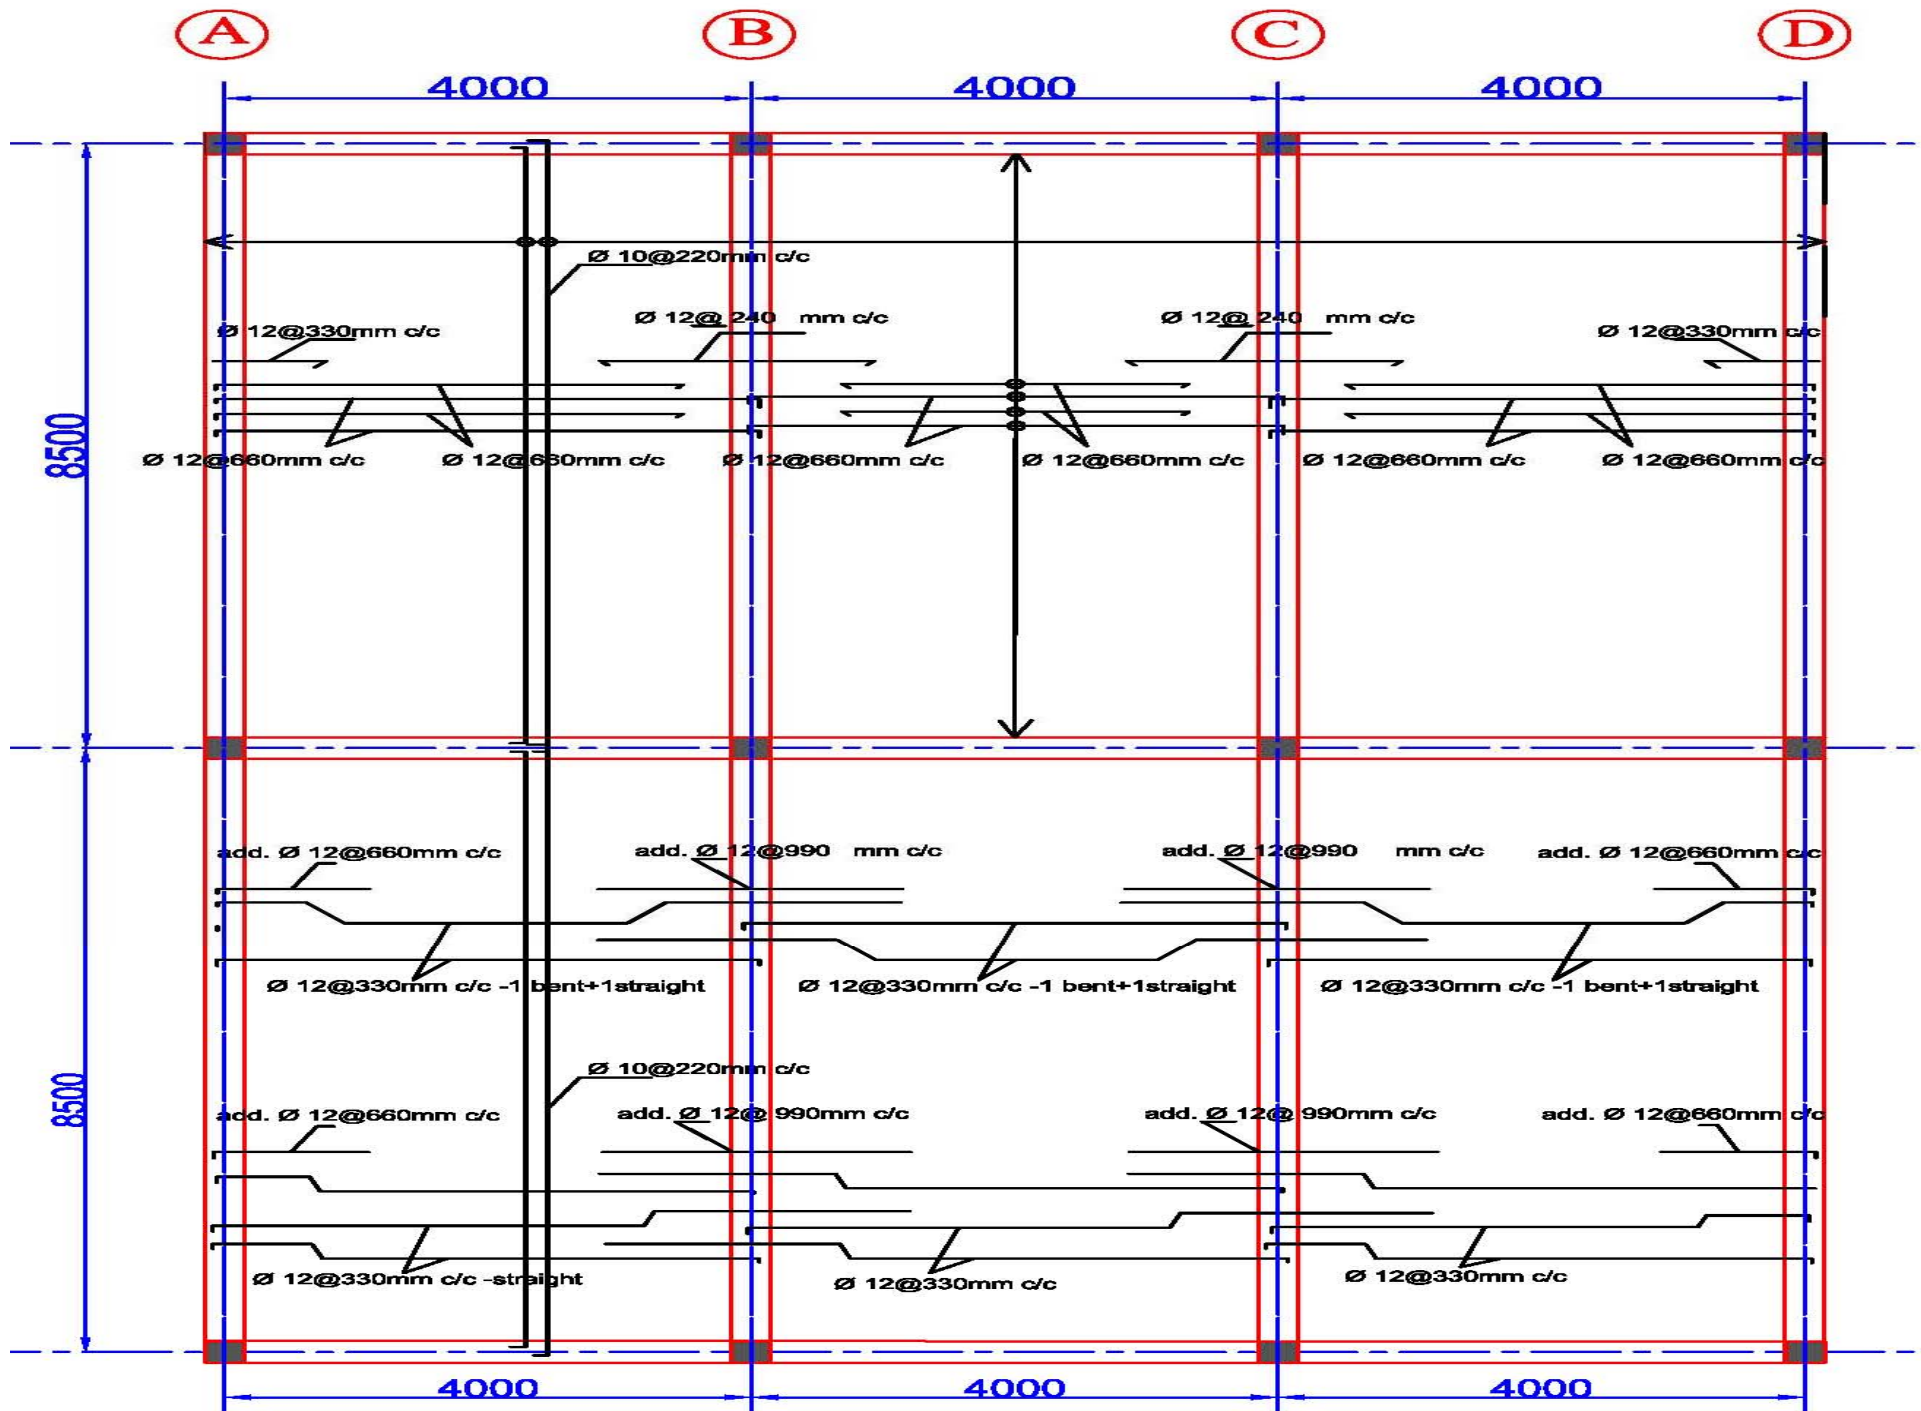 A B C D
4000 4000 4000
Ø 10@220mm c/c
Ø 12@330mm c/c Ø 12@ 240 mm c/c Ø 12@ 240 mm c/c Ø 12@330mm c/c
8500
Ø 12@660mm c/c Ø 12@660mm c/c Ø 12@660mm c/c Ø 12@660mm c/c Ø 12@660mm c/c Ø 12@660mm c/c
add. Ø 12@660mm c/c add. Ø 12@990 mm c/c add. Ø 12@990 mm c/c add. Ø 12@660mm c/c
Ø 12@330mm c/c -1 bent+1straight Ø 12@330mm c/c -1 bent+1straight Ø 12@330mm c/c -1 bent+1straight
Ø 10@220mm c/c
8500
add. Ø 12@660mm c/c add. Ø 12@ 990mm c/c add. Ø 12@ 990mm c/c add. Ø 12@660mm c/c
Ø 12@330mm c/c -straight Ø 12@330mm c/c Ø 12@330mm c/c
4000 4000 4000